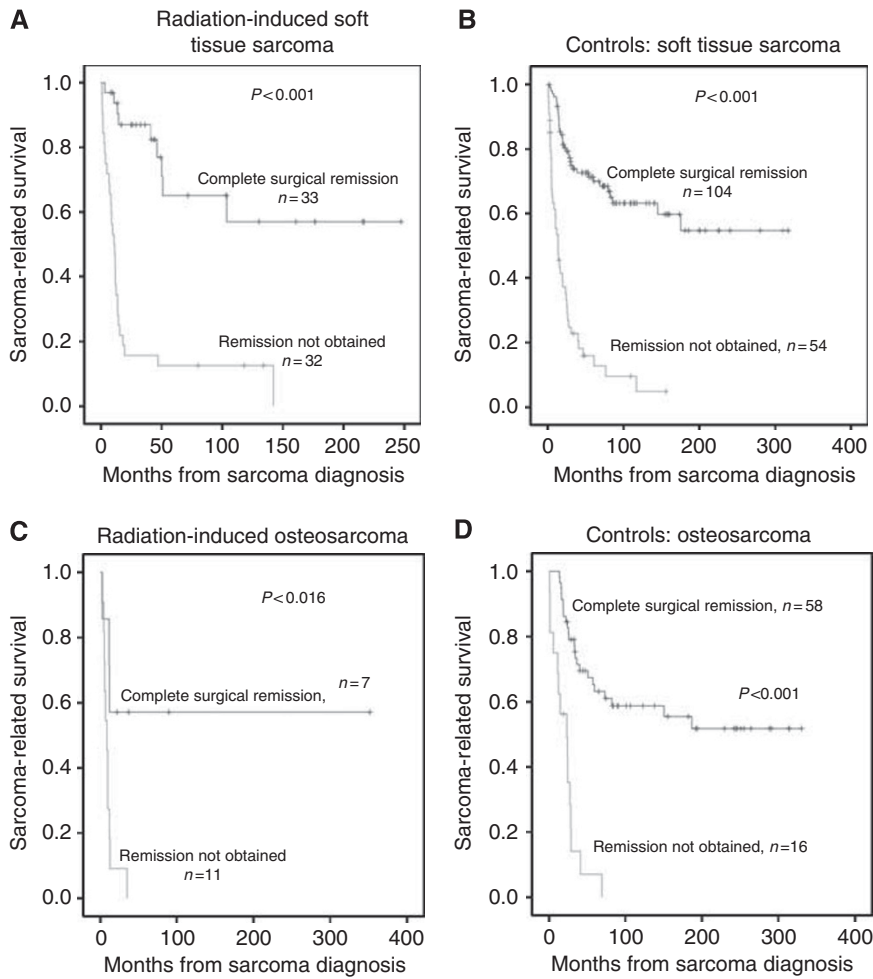 A
Radiation-induced soft
tissue sarcoma
1.0
0.8
0.6
0.4
0.2
0.0
Sarcoma-related survival
P<0.001
Complete surgical remission
n=33
Remission not obtained
n=32
0 50 100 150 200 250
Months from sarcoma diagnosis
B
Controls: soft tissue sarcoma
1.0
0.8
0.6
0.4
0.2
0.0
Sarcoma-related survival
P<0.001
Complete surgical remission
n=104
Remission not obtained, n=54
0 100 200 300 400
Months from sarcoma diagnosis
C
Radiation-induced osteosarcoma
1.0
0.8
0.6
0.4
0.2
0.0
Sarcoma-related survival
P<0.016
n=7
Complete surgical remission,
Remission not obtained
n=11
0 100 200 300 400
Months from sarcoma diagnosis
D
Controls: osteosarcoma
1.0
0.8
0.6
0.4
0.2
0.0
Sarcoma-related survival
Complete surgical remission, n=58
P<0.001
Remission not obtained, n=16
0 100 200 300 400
Months from sarcoma diagnosis